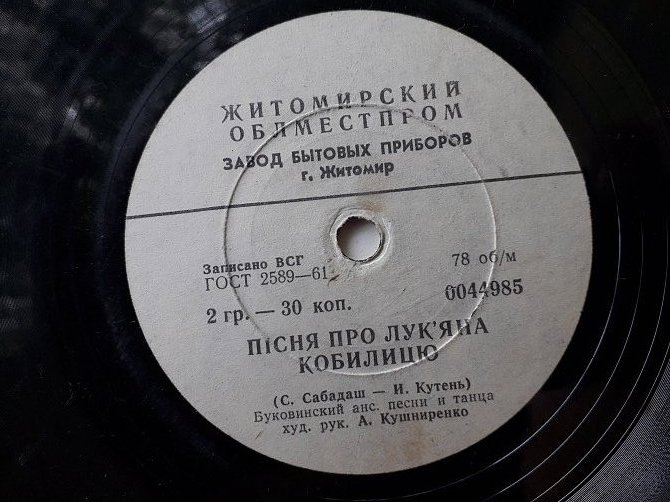 ЖИТОМИРСКИЙ
ОБЛМЕСТПРОМ
ЗАВОД БЫТОВЫХ ПРИБОРОВ
г. Житомир
Записано ВСГ
ГОСТ 2589—61
78 об/м
2 гр. — 30 коп.
0044985
ПІСНЯ ПРО ЛУК'ЯНА
КОБИЛИЦЮ
(С. Сабадаш — И. Кутень)
Буковинский анс. песни и танца
худ. рук. А. Кушниренко